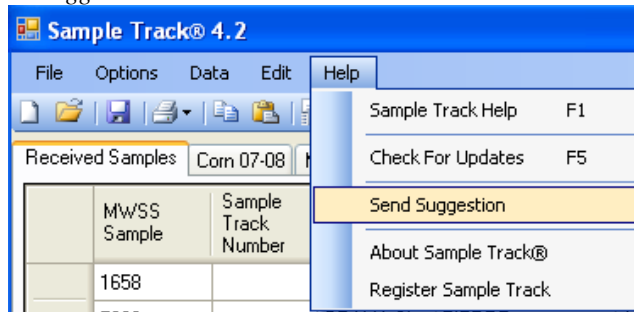 Sample Track® 4.2
File Options Data Edit Help
Sample Track Help F1
Check For Updates F5
Send Suggestion
About Sample Track®
Register Sample Track
Received Samples Corn 07-08
MWSS Sample
Sample Track Number
1658